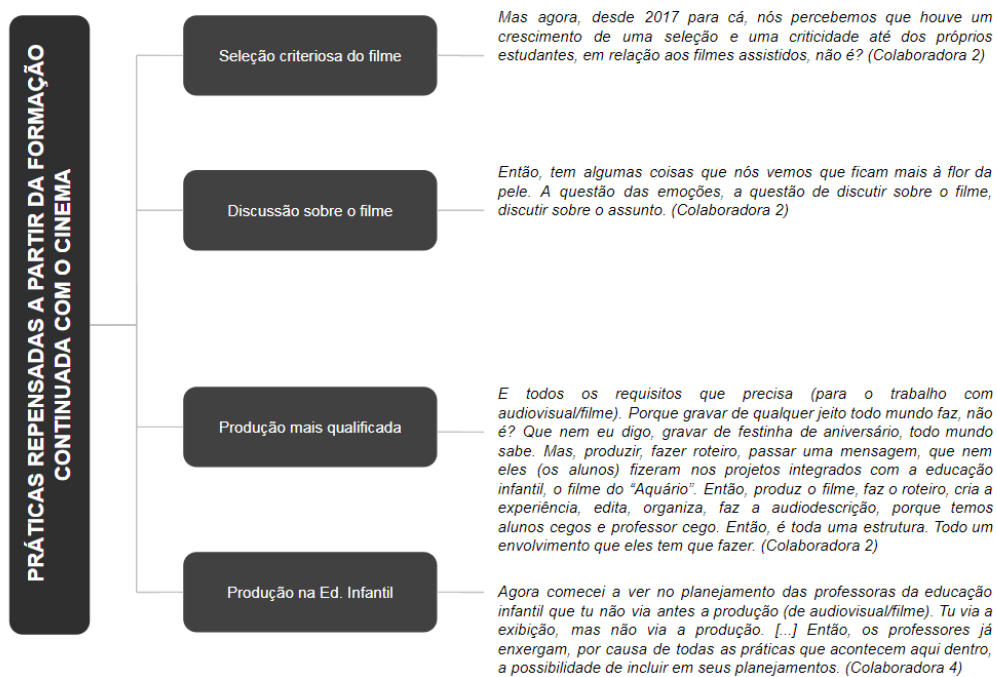 PRÁTICAS REPENSADAS A PARTIR DA FORMAÇÃO
CONTINUADA COM O CINEMA
Seleção criteriosa do filme
Mas agora, desde 2017 para cá, nós percebemos que houve um
crescimento de uma seleção e uma criticidade até dos próprios
estudantes, em relação aos filmes assistidos, não é? (Colaboradora 2)
Discussão sobre o filme
Então, tem algumas coisas que nós vemos que ficam mais à flor da
pele. A questão das emoções, a questão de discutir sobre o filme,
discutir sobre o assunto. (Colaboradora 2)
Produção mais qualificada
E todos os requisitos que precisa (para o trabalho com
audiovisual/filme). Porque gravar de qualquer jeito todo mundo faz, não
é? Que nem eu digo, gravar de festinha de aniversário, todo mundo
sabe. Mas, produzir, fazer roteiro, passar uma mensagem, que nem
eles (os alunos) fizeram nos projetos integrados com a educação
infantil, o filme do “Aquário”. Então, produz o filme, faz o roteiro, cria a
experiência, edita, organiza, faz a audiodescrição, porque temos
alunos cegos e professor cego. Então, é toda uma estrutura. Todo um
envolvimento que eles tem que fazer. (Colaboradora 2)
Produção na Ed. Infantil
Agora comecei a ver no planejamento das professoras da educação
infantil que tu não via antes a produção (de audiovisual/filme). Tu via a
exibição, mas não via a produção. [...] Então, os professores já
enxergam, por causa de todas as práticas que acontecem aqui dentro,
a possibilidade de incluir em seus planejamentos. (Colaboradora 4)